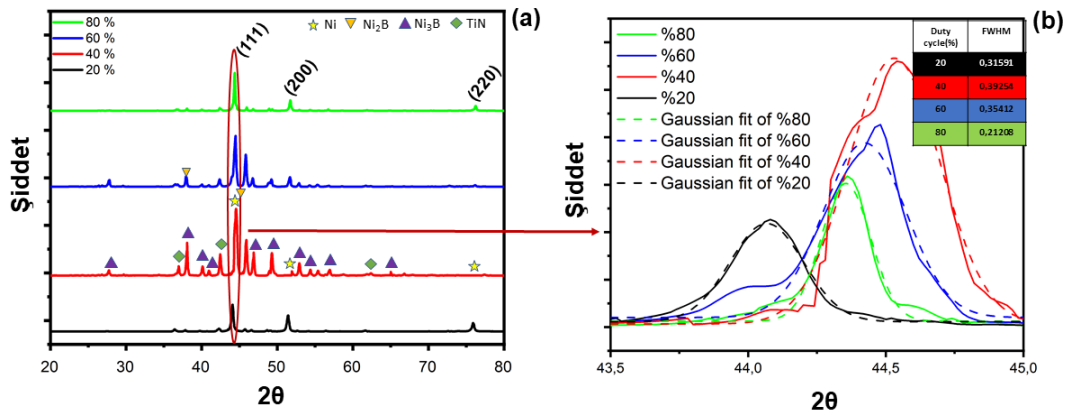 (a)
80 %
60 %
40 %
20 %
Ni
Ni₂B
Ni₃B
TiN
(111)
(200)
(220)
Şiddet
20 30 40 50 60 70 80
2θ
(b)
%80
%60
%40
%20
Gaussian fit of %80
Gaussian fit of %60
Gaussian fit of %40
Gaussian fit of %20
Duty cycle(%) FWHM
20 0,31591
40 0,39254
60 0,35412
80 0,21208
Şiddet
43,5 44,0 44,5 45,0
2θ